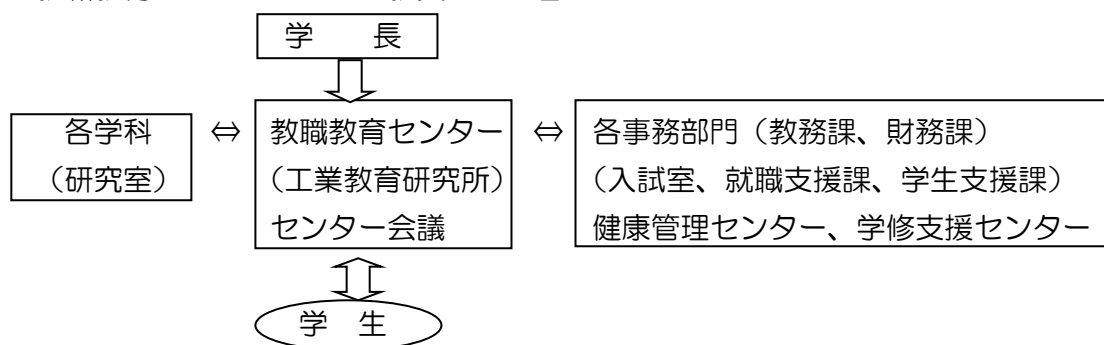 学 長
各学科
(研究室)
⇔
教職教育センター
(工業教育研究所)
センター会議
⇔
各事務部門(教務課、財務課)
(入試室、就職支援課、学生支援課)
健康管理センター、学修支援センター
学 生